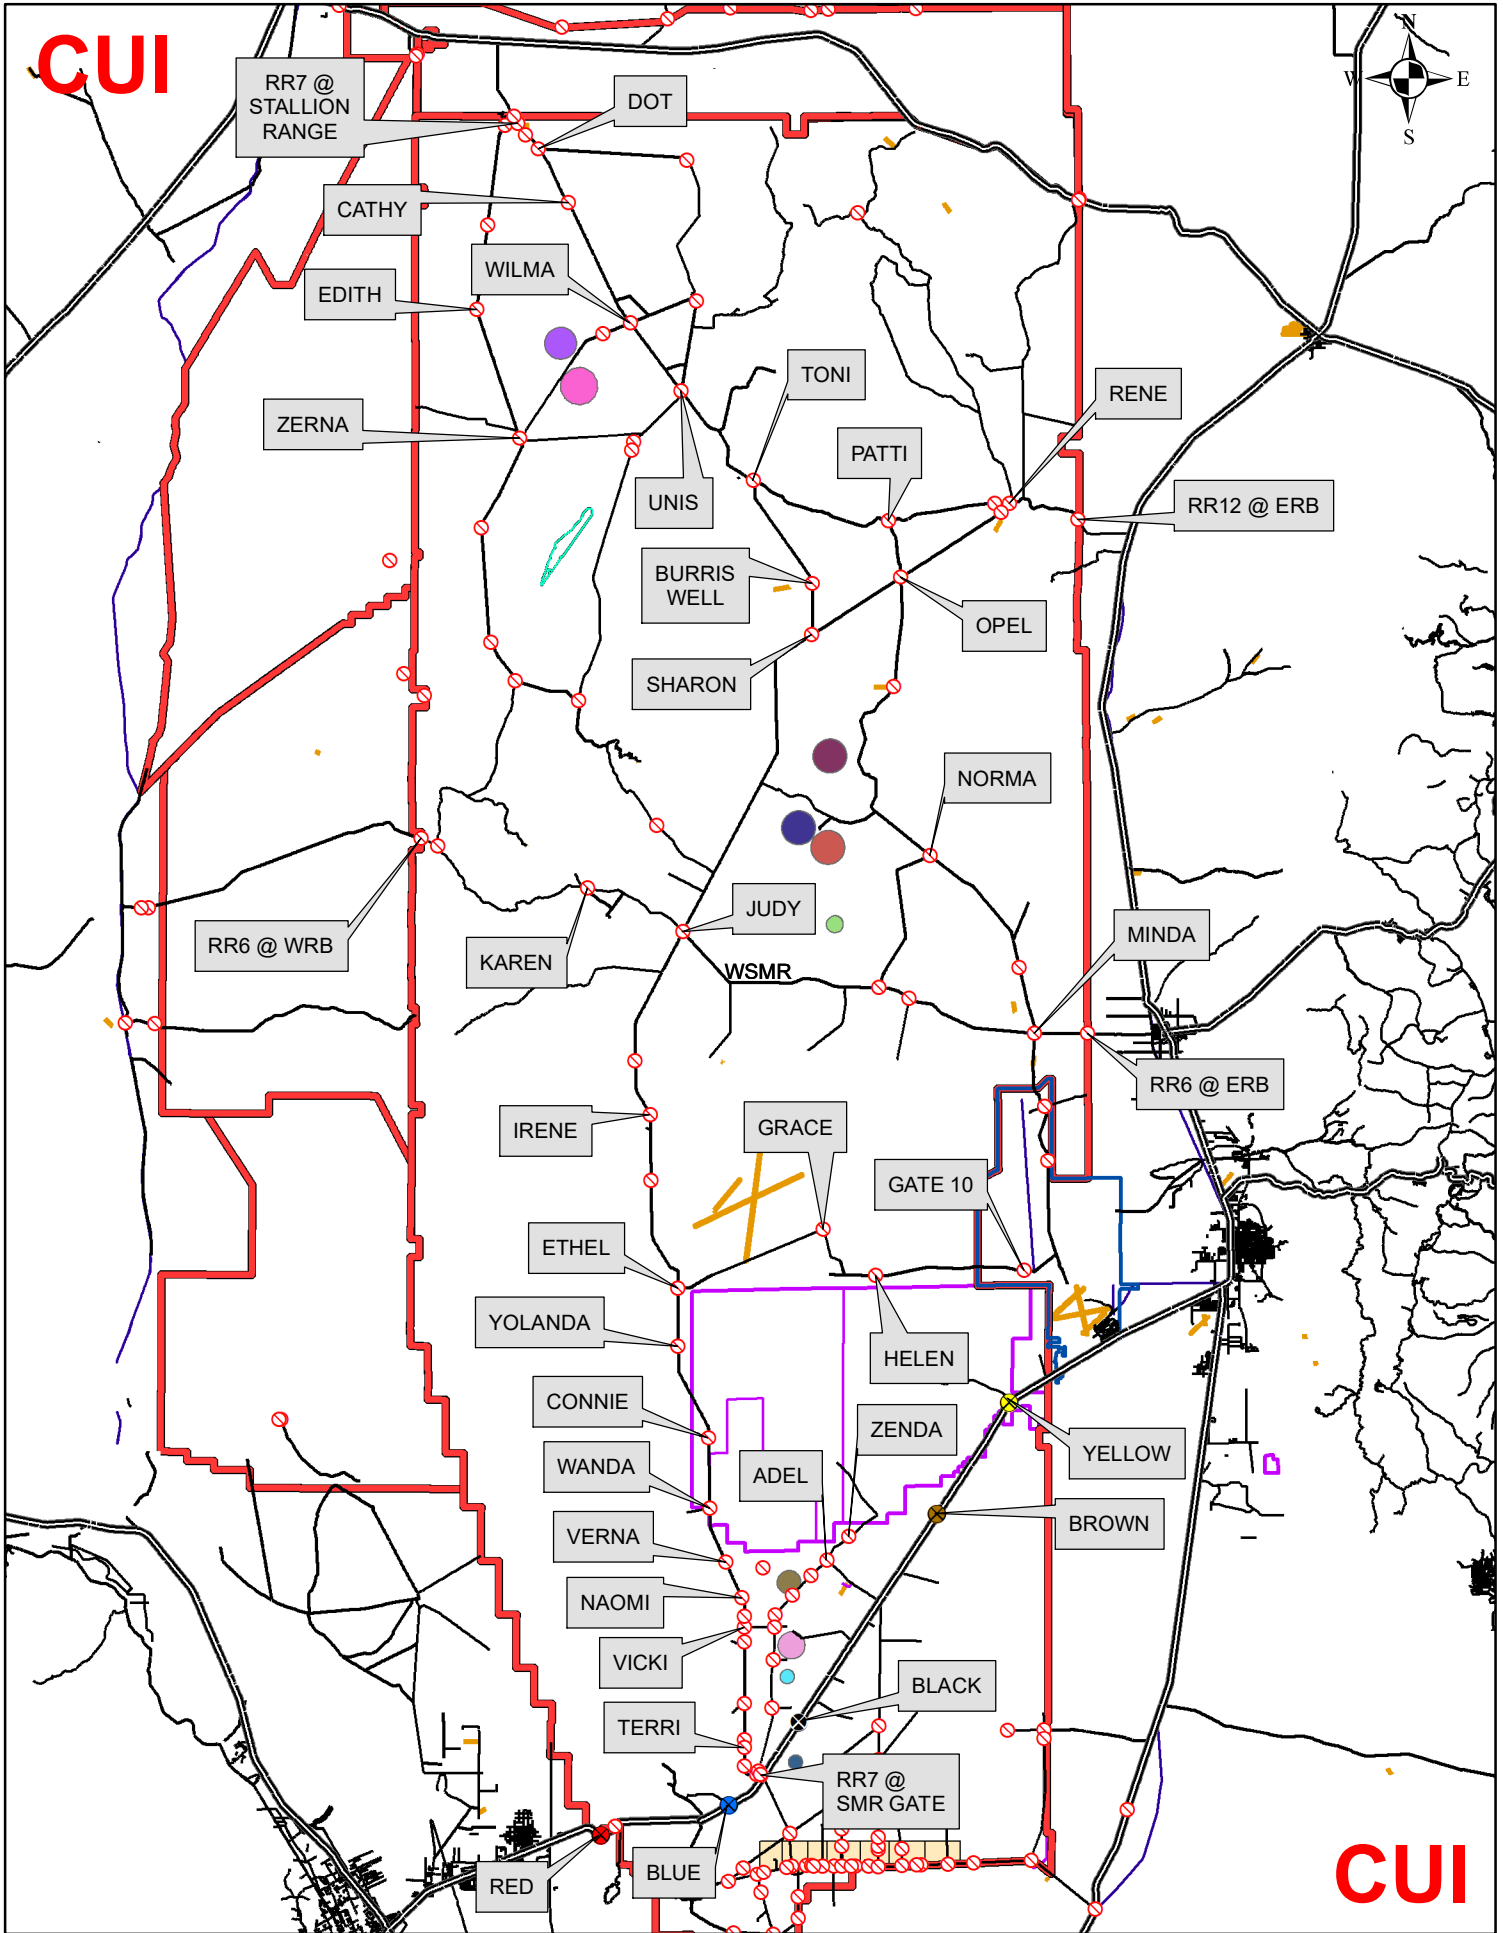 CUI
N
W
E
S
RR7 @
STALLION
RANGE
DOT
CATHY
WILMA
EDITH
TONI
RENE
ZERNA
PATTI
UNIS
RR12 @ ERB
BURRIS
WELL
OPEL
SHARON
NORMA
JUDY
RR6 @ WRB
KAREN
MINDA
WSMR
RR6 @ ERB
IRENE
GRACE
GATE 10
ETHEL
YOLANDA
HELEN
CONNIE
ZENDA
YELLOW
WANDA
ADEL
BROWN
VERNA
NAOMI
VICKI
BLACK
TERRI
RR7 @
SMR GATE
BLUE
RED
CUI